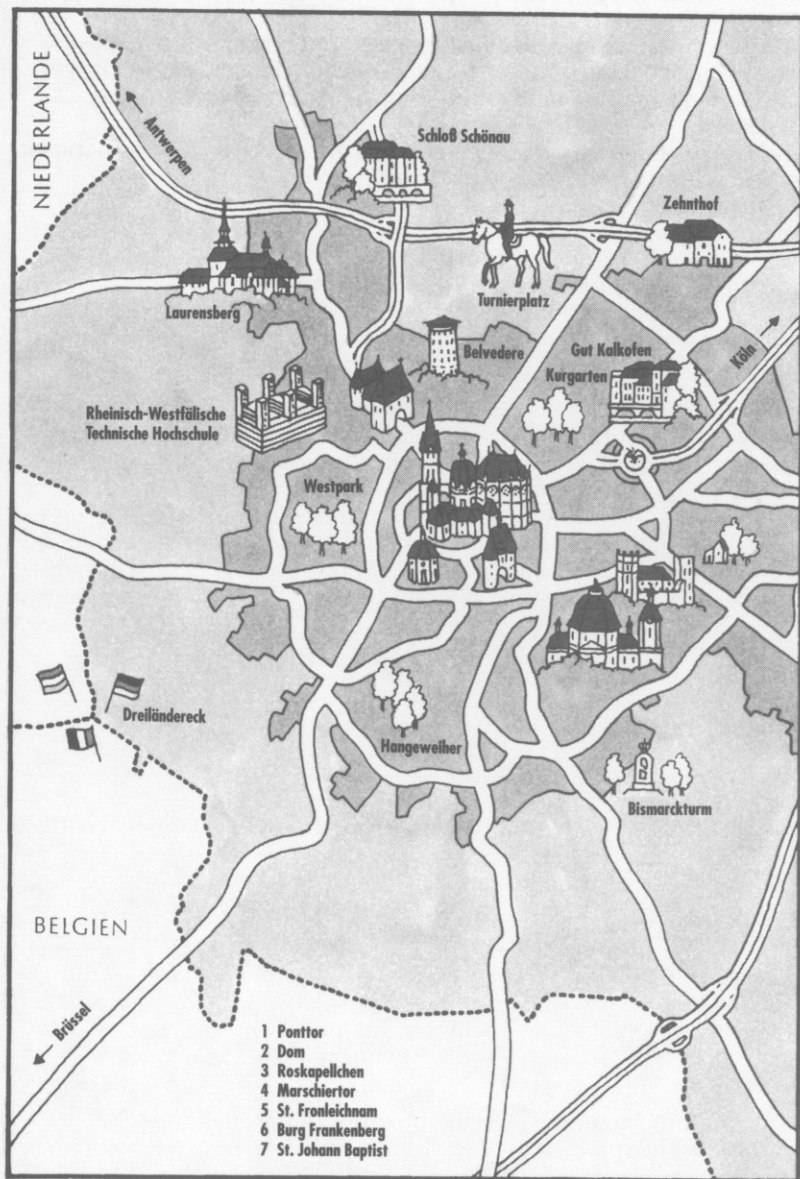 NIEDERLANDE
Antwerpen
Schloß Schönau
Zehnthof
Laurensberg
Turnierplatz
Belvedere
Gut Kalkofen
Kurgarten
Köln
Rheinisch-Westfälische
Technische Hochschule
Westpark
Dreiländereck
Hangeweiher
Bismarckturm
BELGIEN
Brüssel
1 Ponttor
2 Dom
3 Roskapellchen
4 Marschiertor
5 St. Fronleichnam
6 Burg Frankenberg
7 St. Johann Baptist